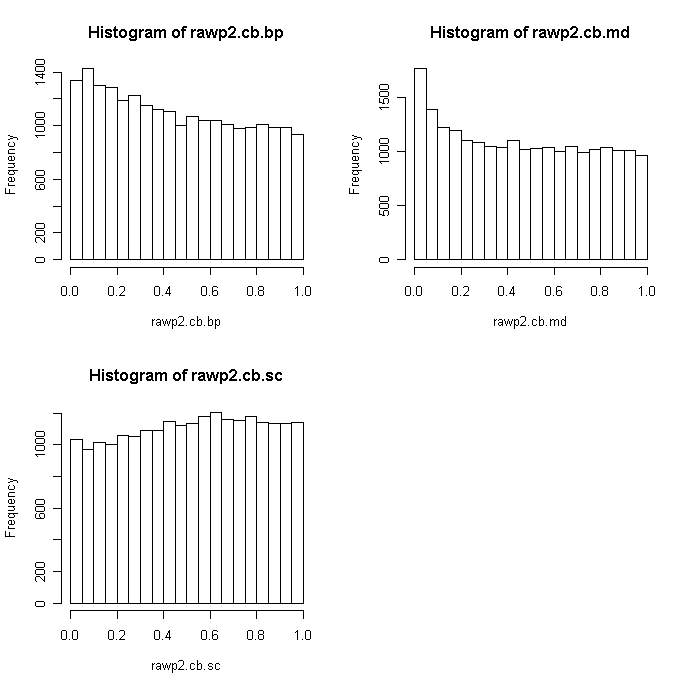 Histogram of rawp2.cb.bp
Frequency
0 200 600 1000 1400
0.0 0.2 0.4 0.6 0.8 1.0
rawp2.cb.bp
Histogram of rawp2.cb.md
Frequency
0 500 1000 1500
0.0 0.2 0.4 0.6 0.8 1.0
rawp2.cb.md
Histogram of rawp2.cb.sc
Frequency
0 200 600 1000
0.0 0.2 0.4 0.6 0.8 1.0
rawp2.cb.sc